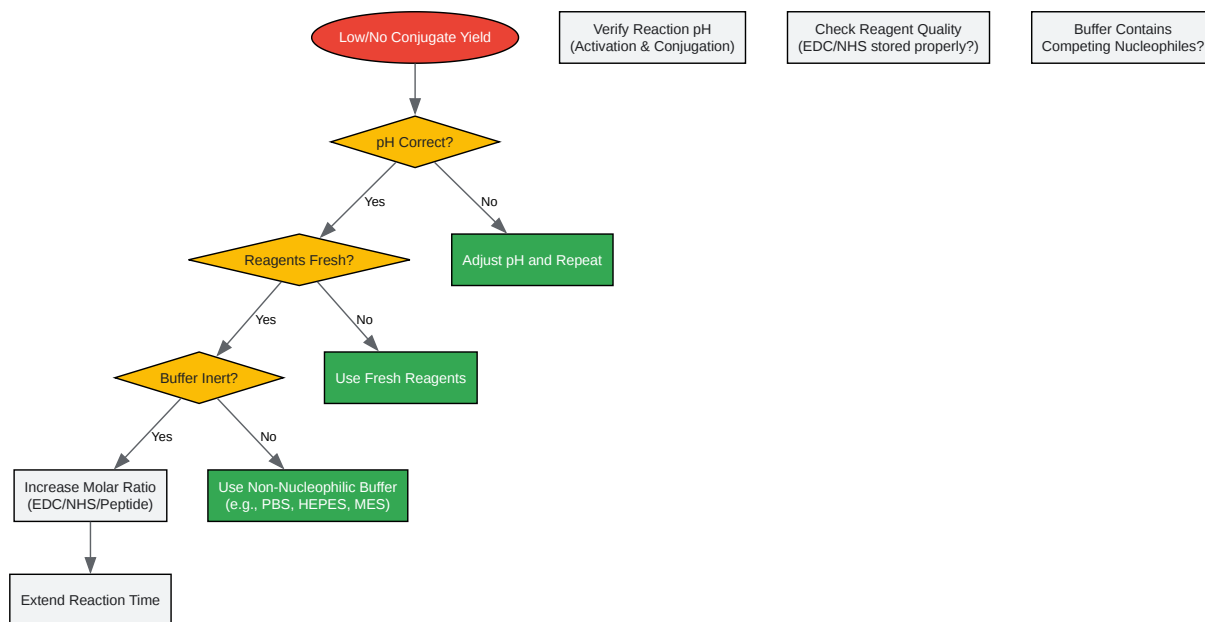 Low/No Conjugate Yield
Verify Reaction pH
(Activation & Conjugation)
Check Reagent Quality
(EDC/NHS stored properly?)
Buffer Contains
Competing Nucleophiles?
pH Correct?
Yes
No
Reagents Fresh?
Adjust pH and Repeat
Yes
No
Buffer Inert?
Use Fresh Reagents
Yes
No
Increase Molar Ratio
(EDC/NHS/Peptide)
Use Non-Nucleophilic Buffer
(e.g., PBS, HEPES, MES)
Extend Reaction Time